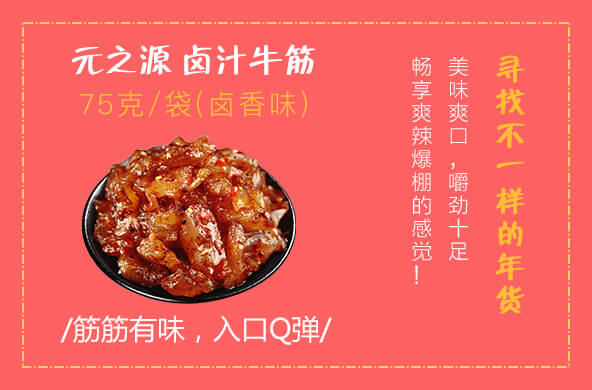 元之源 卤汁牛筋
75克/袋(卤香味)
/筋筋有味，入口Q弹/
寻找不一样的年货
美味爽口，嚼劲十足
畅享爽辣爆棚的感觉！